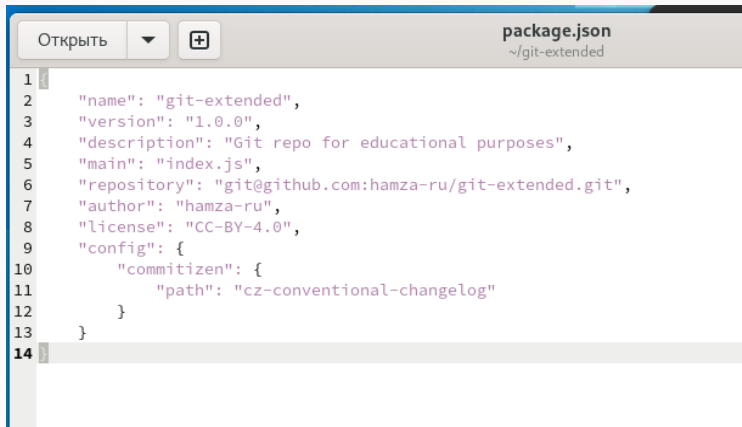 Открыть
package.json
~/git-extended
1 {
2 "name": "git-extended",
3 "version": "1.0.0",
4 "description": "Git repo for educational purposes",
5 "main": "index.js",
6 "repository": "git@github.com:hamza-ru/git-extended.git",
7 "author": "hamza-ru",
8 "license": "CC-BY-4.0",
9 "config": {
10 "commitizen": {
11 "path": "cz-conventional-changelog"
12 }
13 }
14 }